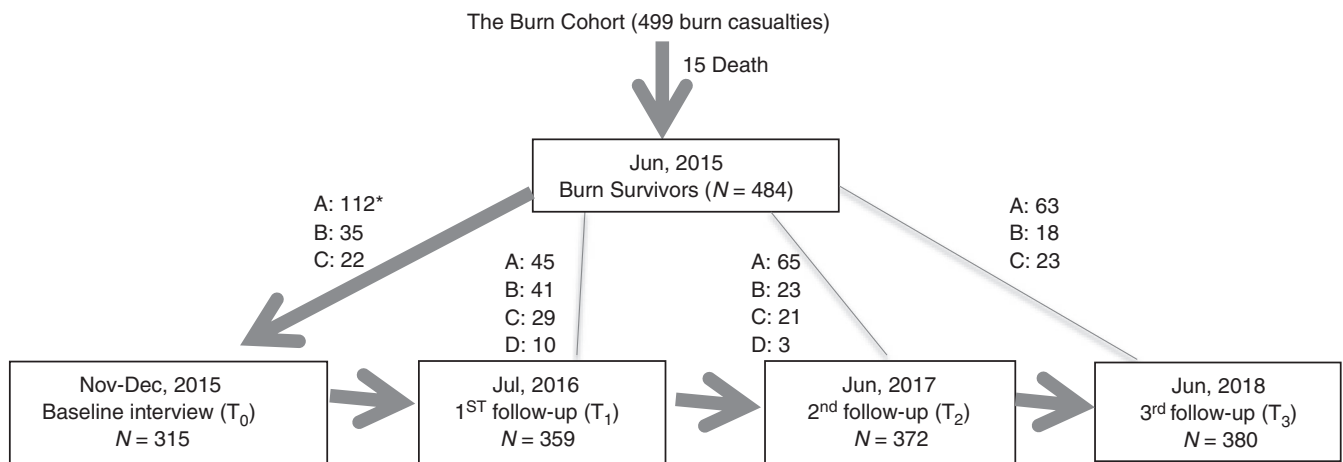 The Burn Cohort (499 burn casualties)
15 Death
Jun, 2015
Burn Survivors (N = 484)
A: 112*
B: 35
C: 22
A: 45
B: 41
C: 29
D: 10
A: 65
B: 23
C: 21
D: 3
A: 63
B: 18
C: 23
Nov-Dec, 2015
Baseline interview (T0)
N = 315
Jul, 2016
1ST follow-up (T1)
N = 359
Jun, 2017
2nd follow-up (T2)
N = 372
Jun, 2018
3rd follow-up (T3)
N = 380